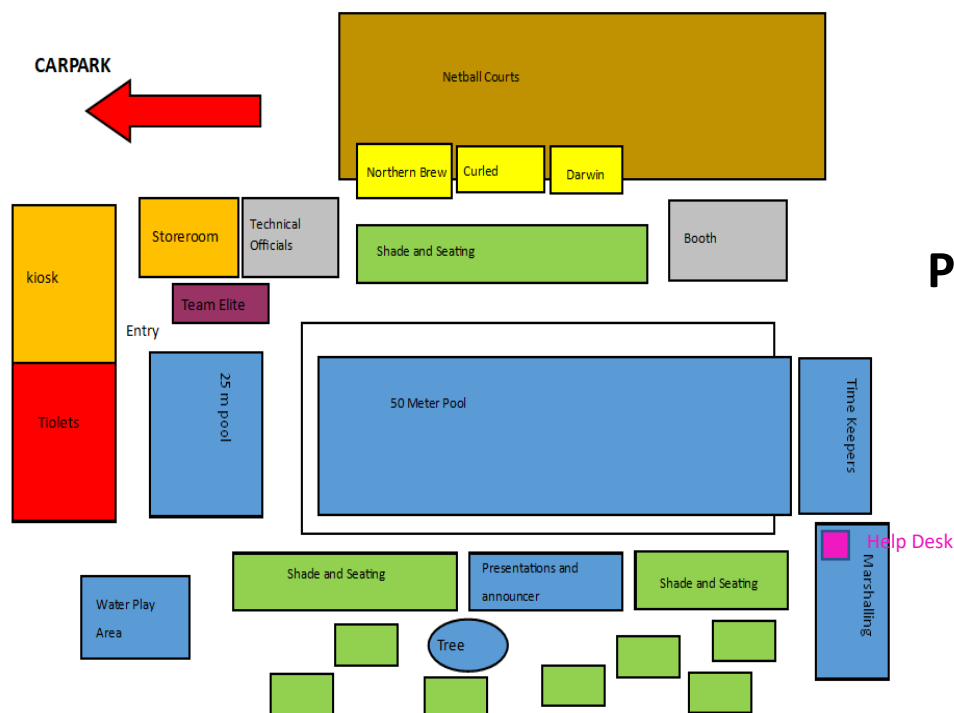 CARPARK
Netball Courts
Northern Brew
Curled
Darwin
Storeroom
Technical
Officials
Shade and Seating
Booth
P
kiosk
Team Elite
Entry
25 m pool
50 Meter Pool
Time Keepers
Tiolets
Help Desk
Marshalling
Shade and Seating
Presentations and
announcer
Shade and Seating
Water Play
Area
Tree